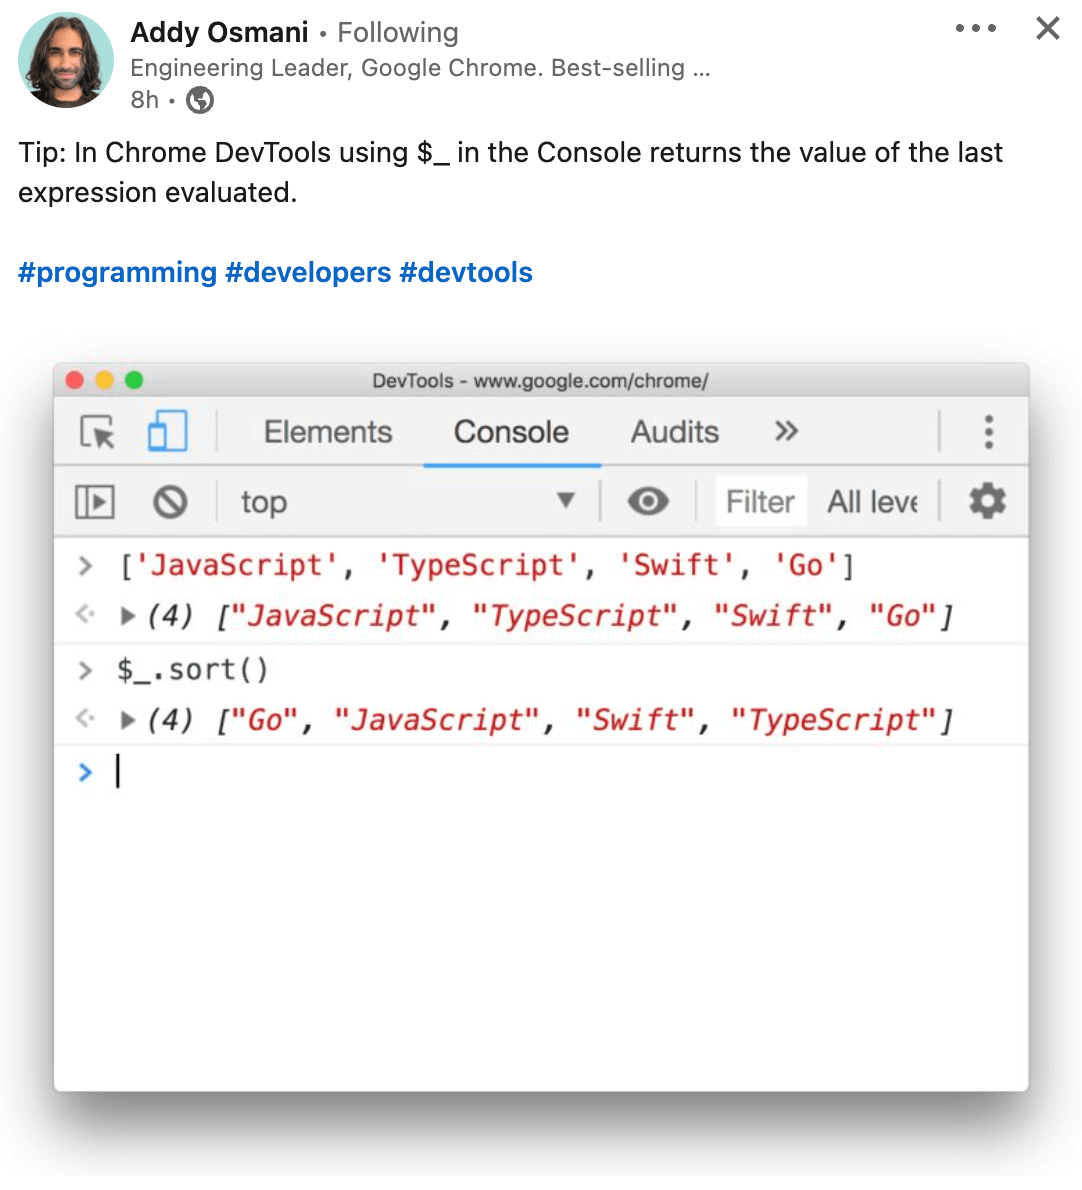 Addy Osmani • Following
Engineering Leader, Google Chrome. Best-selling ...
8h •
Tip: In Chrome DevTools using $_ in the Console returns the value of the last
expression evaluated.
#programming #developers #devtools
DevTools - www.google.com/chrome/
Elements Console Audits »
top ▼ Filter All leve
> ['JavaScript', 'TypeScript', 'Swift', 'Go']
<· ▶ (4) ["JavaScript", "TypeScript", "Swift", "Go"]
> $_.sort()
<· ▶ (4) ["Go", "JavaScript", "Swift", "TypeScript"]
>